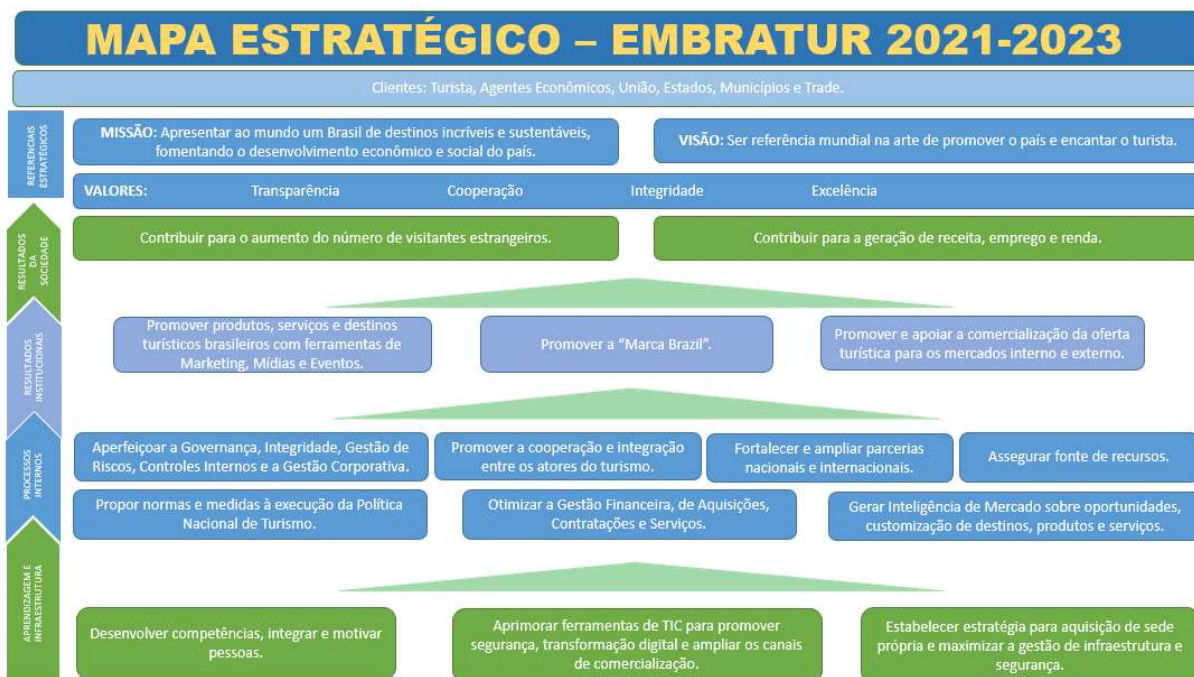 MAPA ESTRATÉGICO – EMBRATUR 2021-2023
Clientes: Turista, Agentes Econômicos, União, Estados, Municípios e Trade.
REFERENCIAIS
ESTRATÉGICOS
MISSÃO: Apresentar ao mundo um Brasil de destinos incríveis e sustentáveis,
fomentando o desenvolvimento econômico e social do país.
VISÃO: Ser referência mundial na arte de promover o país e encantar o turista.
VALORES: Transparência Cooperação Integridade Excelência
RESULTADOS
DA
SOCIEDADE
Contribuir para o aumento do número de visitantes estrangeiros.
Contribuir para a geração de receita, emprego e renda.
RESULTADOS
INSTITUCIONAIS
Promover produtos, serviços e destinos
turísticos brasileiros com ferramentas de
Marketing, Mídias e Eventos.
Promover a “Marca Brazil”.
Promover e apoiar a comercialização da oferta
turística para os mercados interno e externo.
PROCESSOS
INTERNOS
Aperfeiçoar a Governança, Integridade, Gestão de
Riscos, Controles Internos e a Gestão Corporativa.
Promover a cooperação e integração
entre os atores do turismo.
Fortalecer e ampliar parcerias
nacionais e internacionais.
Assegurar fonte de recursos.
Propor normas e medidas à execução da Política
Nacional de Turismo.
Otimizar a Gestão Financeira, de Aquisições,
Contratações e Serviços.
Gerar Inteligência de Mercado sobre oportunidades,
customização de destinos, produtos e serviços.
APRENDIZAGEM E
INFRAESTRUTURA
Desenvolver competências, integrar e motivar
pessoas.
Aprimorar ferramentas de TIC para promover
segurança, transformação digital e ampliar os canais
de comercialização.
Estabelecer estratégia para aquisição de sede
própria e maximizar a gestão de infraestrutura e
segurança.